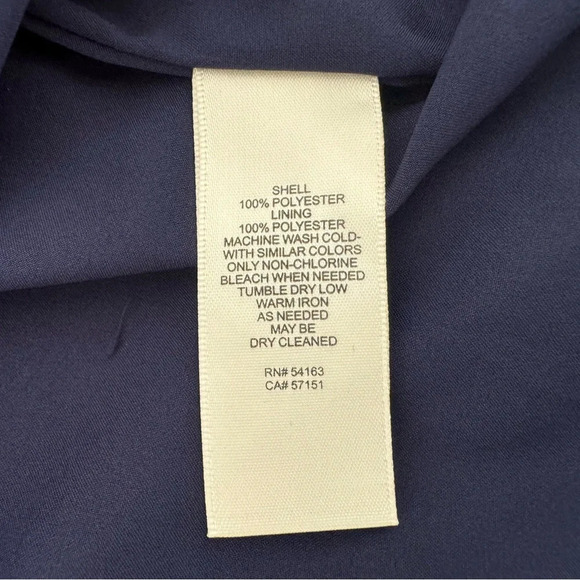 SHELL
100% POLYESTER
LINING
100% POLYESTER
MACHINE WASH COLD-
WITH SIMILAR COLORS
ONLY NON-CHLORINE
BLEACH WHEN NEEDED
TUMBLE DRY LOW
WARM IRON
AS NEEDED
MAY BE
DRY CLEANED
RN# 54163
CA# 57151